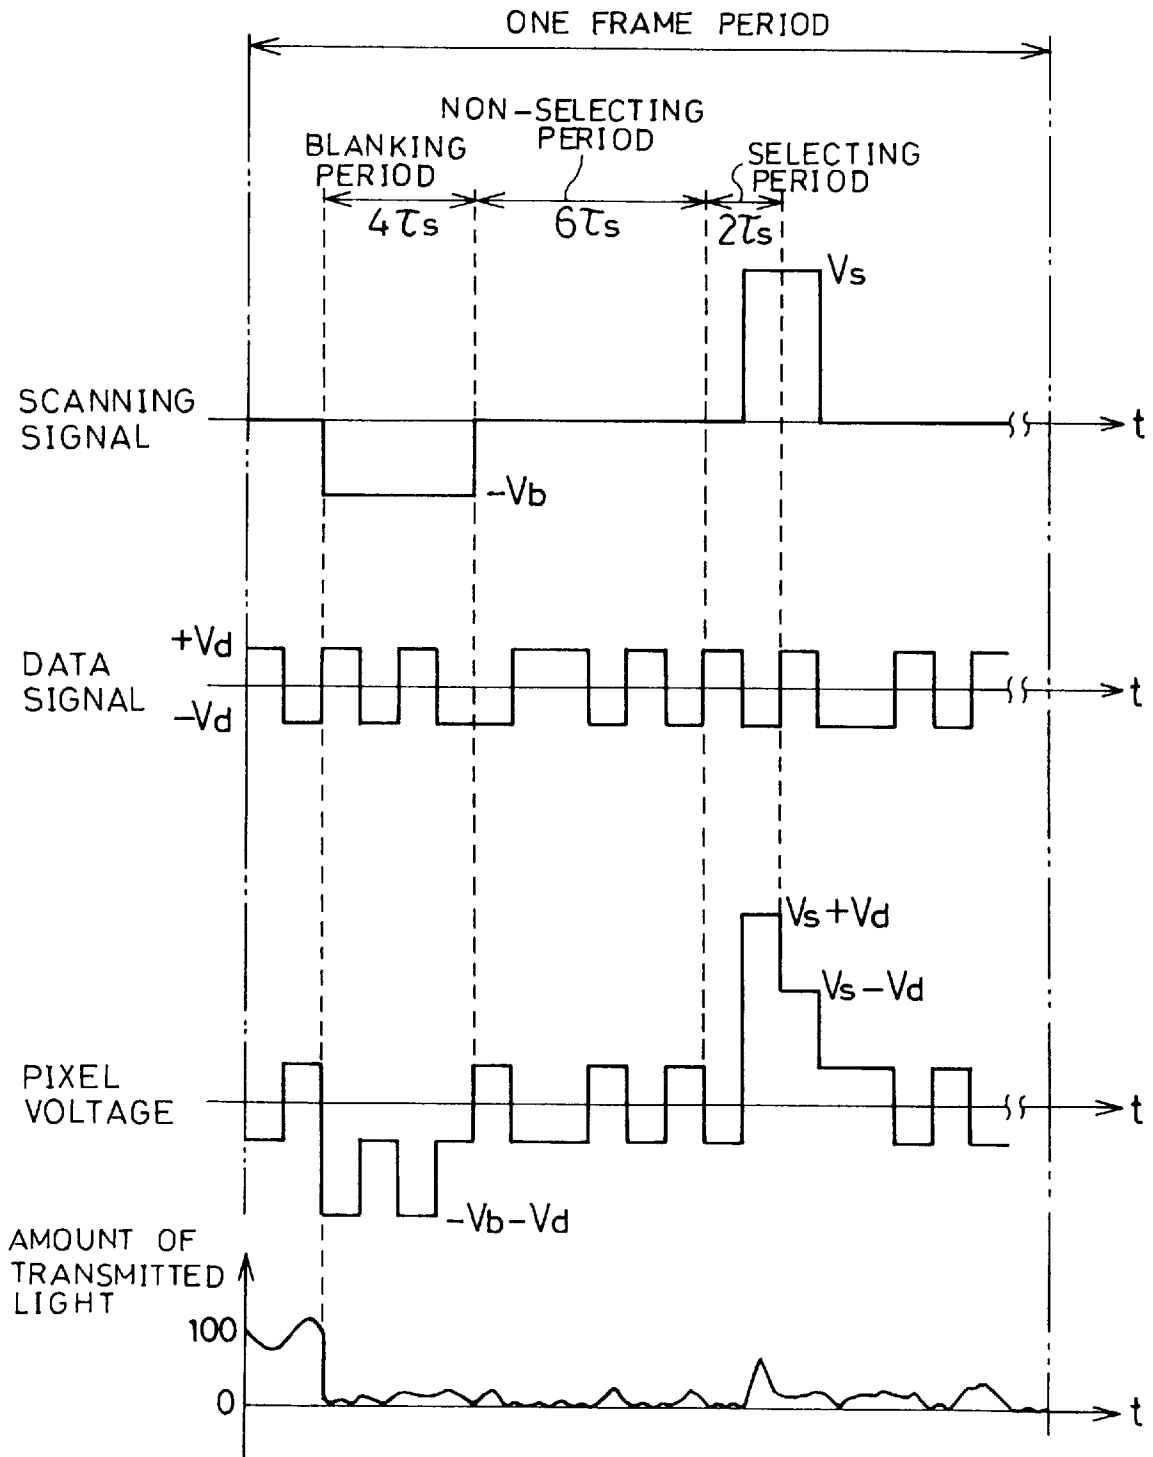 ONE FRAME PERIOD
NON-SELECTING
PERIOD
BLANKING
PERIOD
SELECTING
PERIOD
4τs
6τs
2τs
Vs
SCANNING
SIGNAL
t
-Vb
+Vd
DATA
SIGNAL
-Vd
t
Vs+Vd
Vs-Vd
PIXEL
VOLTAGE
t
-Vb-Vd
AMOUNT OF
TRANSMITTED
LIGHT
100
0
t